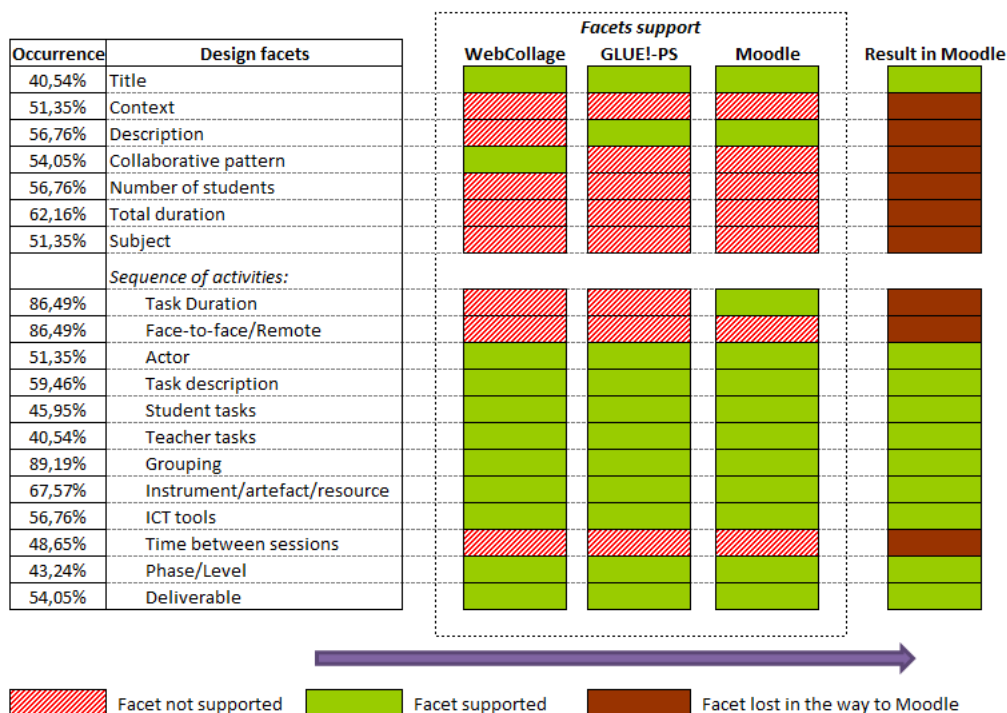 Facets support
Occurrence Design facets WebCollage GLUE!-PS Moodle Result in Moodle
40,54% Title
51,35% Context
56,76% Description
54,05% Collaborative pattern
56,76% Number of students
62,16% Total duration
51,35% Subject
Sequence of activities:
86,49% Task Duration
86,49% Face-to-face/Remote
51,35% Actor
59,46% Task description
45,95% Student tasks
40,54% Teacher tasks
89,19% Grouping
67,57% Instrument/artefact/resource
56,76% ICT tools
48,65% Time between sessions
43,24% Phase/Level
54,05% Deliverable
Facet not supported Facet supported Facet lost in the way to Moodle